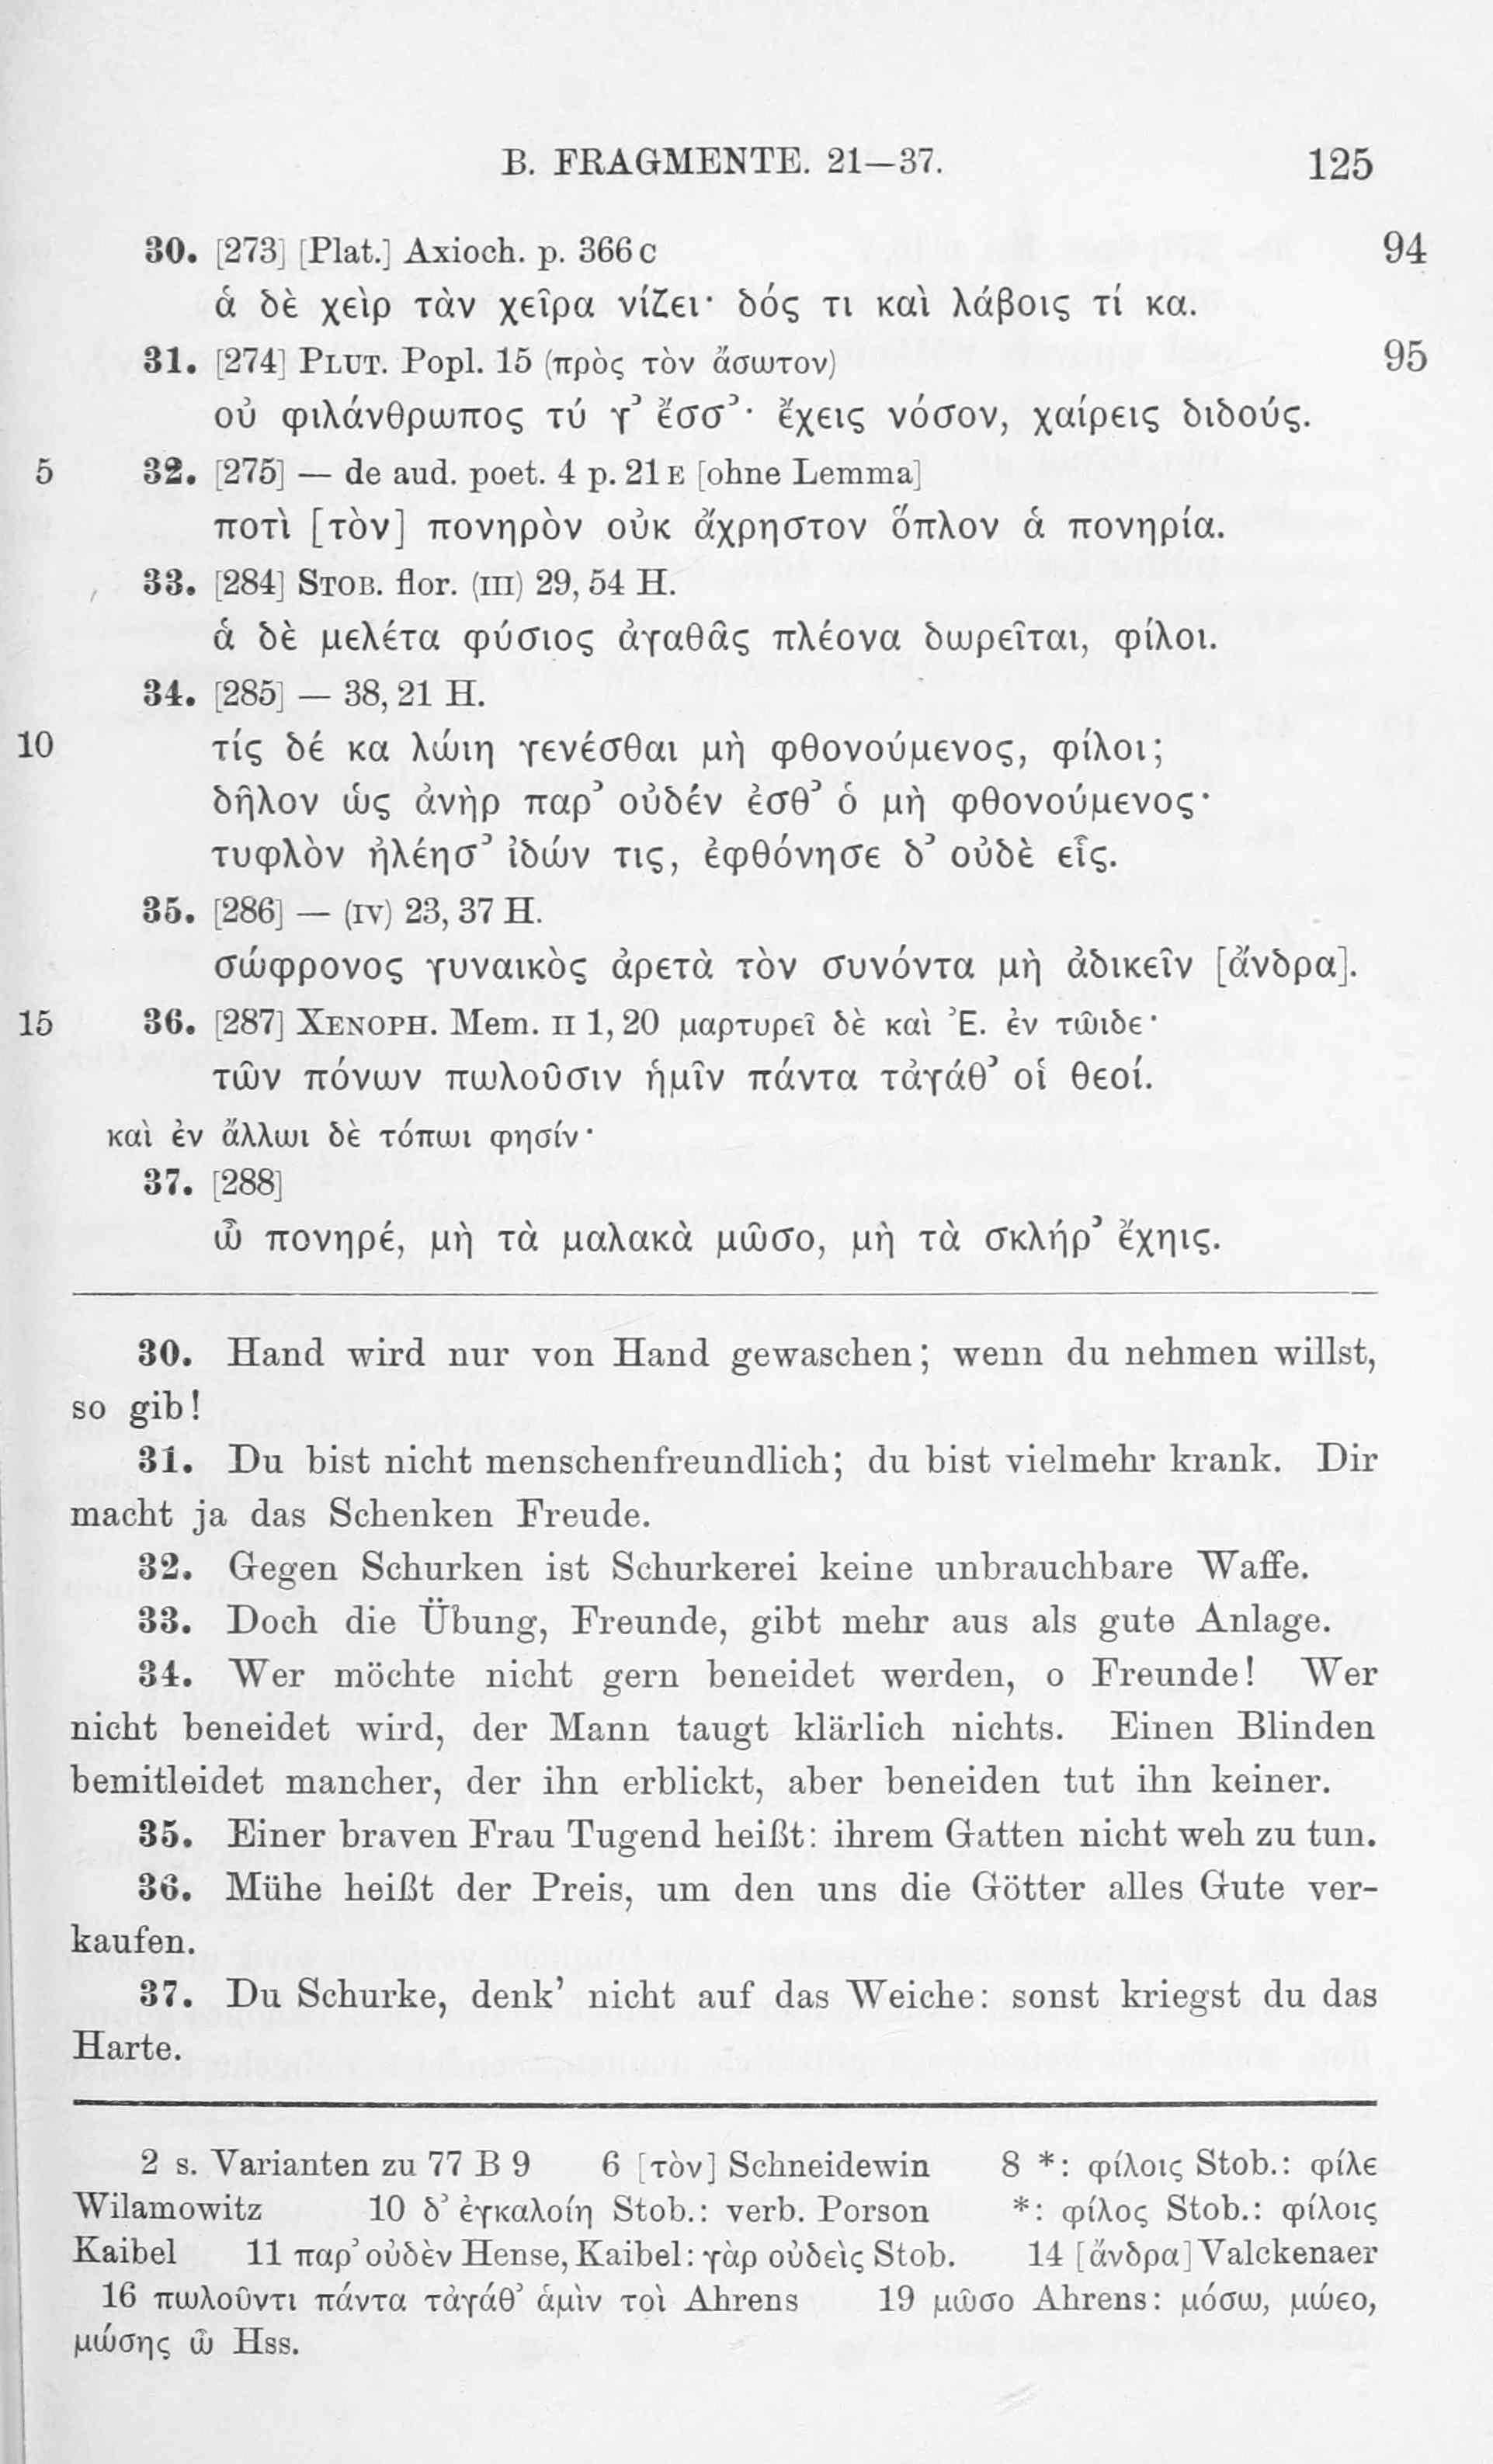 B. FRAGMENTE. 21—37. 125
30. [273] [Plat.] Axioch. p. 366 c 94
ἁ δὲ χεὶρ τὰν χεῖρα νίζει· δός τι καὶ λάβοις τί κα.
31. [274] PLUT. Popl. 15 (πρὸς τὸν ἄσωτον) 95
οὐ φιλάνθρωπος τύ γ’ ἔσσ’· ἔχεις νόσον, χαίρεις διδούς.
5 32. [275] — de aud. poet. 4 p. 21 E [ohne Lemma]
ποτὶ [τὸν] πονηρὸν οὐκ ἄχρηστον ὅπλον ἁ πονηρία.
33. [284] STOB. flor. (III) 29, 54 H.
ἁ δὲ μελέτα φύσιος ἀγαθᾶς πλέονα δωρεῖται, φίλοι.
34. [285] — 38, 21 H.
10 τίς δέ κα λώιη γενέσθαι μὴ φθονούμενος, φίλοι;
δῆλον ὡς ἀνὴρ παρ’ οὐδέν ἐσθ’ ὁ μὴ φθονούμενος·
τυφλὸν ἠλέησ’ ἰδών τις, ἐφθόνησε δ’ οὐδὲ εἷς.
35. [286] — (IV) 23, 37 H.
σώφρονος γυναικὸς ἀρετὰ τὸν συνόντα μὴ ἀδικεῖν [ἄνδρα].
15 36. [287] XENOPH. Mem. II 1, 20 μαρτυρεῖ δὲ καὶ Ἐ. ἐν τῶιδε·
τῶν πόνων πωλοῦσιν ἡμῖν πάντα τἀγάθ’ οἱ θεοί.
καὶ ἐν ἄλλωι δὲ τόπωι φησίν·
37. [288]
ὦ πονηρέ, μὴ τὰ μαλακὰ μῶσο, μὴ τὰ σκλήρ’ ἔχηις.
30. Hand wird nur von Hand gewaschen; wenn du nehmen willst,
so gib!
31. Du bist nicht menschenfreundlich; du bist vielmehr krank. Dir
macht ja das Schenken Freude.
32. Gegen Schurken ist Schurkerei keine unbrauchbare Waffe.
33. Doch die Übung, Freunde, gibt mehr aus als gute Anlage.
34. Wer möchte nicht gern beneidet werden, o Freunde! Wer
nicht beneidet wird, der Mann taugt klärlich nichts. Einen Blinden
bemitleidet mancher, der ihn erblickt, aber beneiden tut ihn keiner.
35. Einer braven Frau Tugend heißt: ihrem Gatten nicht weh zu tun.
36. Mühe heißt der Preis, um den uns die Götter alles Gute ver-
kaufen.
37. Du Schurke, denk’ nicht auf das Weiche: sonst kriegst du das
Harte.
2 s. Varianten zu 77 B 9 6 [τὸν] Schneidewin 8 *: φίλοις Stob.: φίλε
Wilamowitz 10 δ’ ἐγκαλοίη Stob.: verb. Porson *: φίλος Stob.: φίλοις
Kaibel 11 παρ’ οὐδὲν Hense, Kaibel: γὰρ οὐδεὶς Stob. 14 [ἄνδρα] Valckenaer
16 πωλοῦντι πάντα τἀγάθ’ ἁμὶν τοὶ Ahrens 19 μῶσο Ahrens: μόσω, μώεο,
μώσης ὦ Hss.